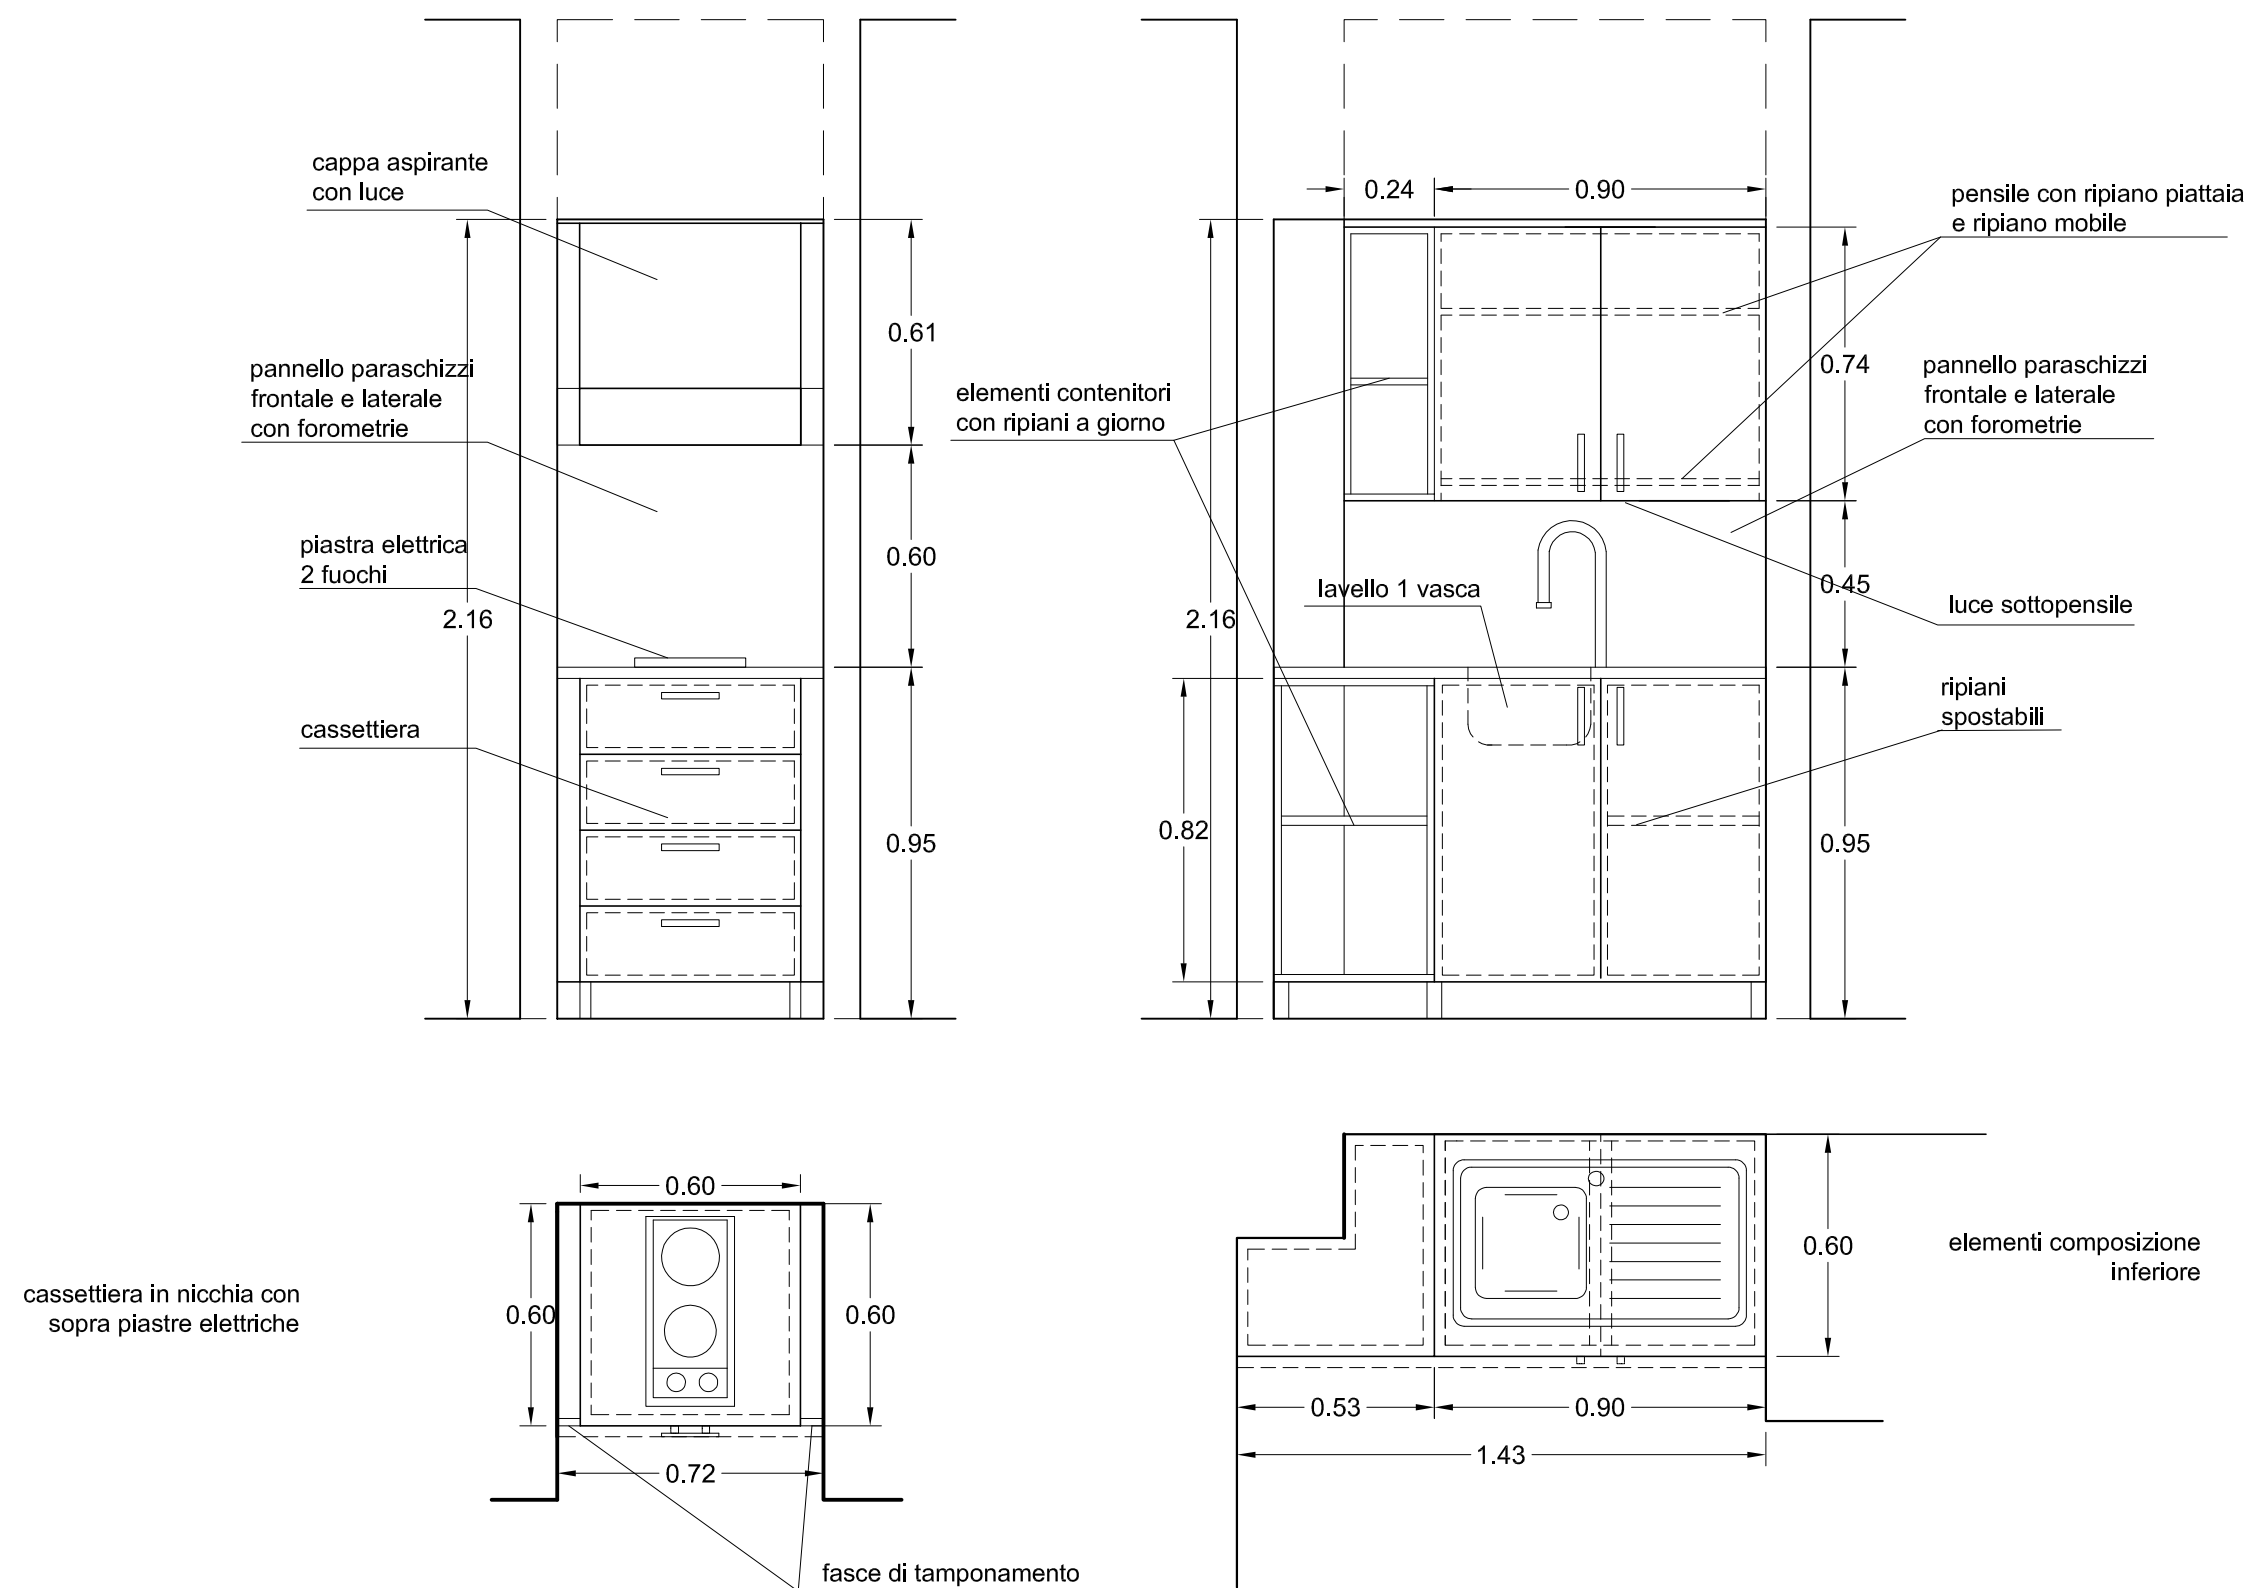 cappa aspirante
con luce
pannello paraschizzi
frontale e laterale
con forometrie
piastra elettrica
2 fuochi
2.16
cassettiera
0.61
0.60
0.95
0.24
0.90
pensile con ripiano piattaia
e ripiano mobile
elementi contenitori
con ripiani a giorno
0.74
pannello paraschizzi
frontale e laterale
con forometrie
lavello 1 vasca
2.16
0.45
luce sottopensile
ripiani
spostabili
0.82
0.95
0.60
0.60
0.60
cassettiera in nicchia con
sopra piastre elettriche
0.72
fasce di tamponamento
0.60
elementi composizione
inferiore
0.53
0.90
1.43